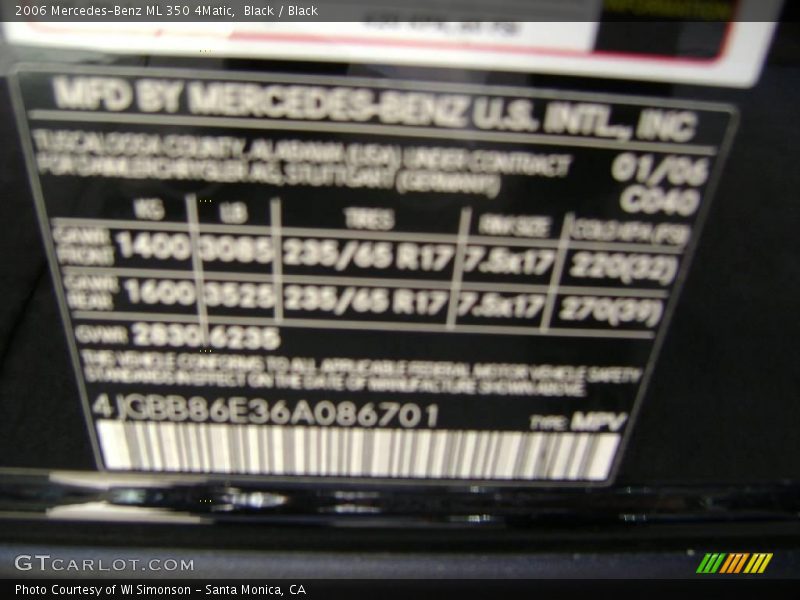 2006 Mercedes-Benz ML 350 4Matic,  Black / Black
MFD BY MERCEDES-BENZ U.S. INTL., INC
TUSCALOOSA COUNTY, ALABAMA (USA) UNDER CONTRACT
FOR DAIMLERCHRYSLER AG, STUTTGART (GERMANY)
01/06
C040
KG LB TIRES RIM SIZE COLD KPA (PSI)
GAWR FRONT 1400 3085 235/65 R17 7.5x17 220(32)
GAWR REAR 1600 3525 235/65 R17 7.5x17 270(39)
GVWR 2830 6235
THIS VEHICLE CONFORMS TO ALL APPLICABLE FEDERAL MOTOR VEHICLE SAFETY
STANDARDS IN EFFECT ON THE DATE OF MANUFACTURE SHOWN ABOVE.
4JGBB86E36A086701
TYPE: MPV
GTCARLOT.COM
Photo Courtesy of WI Simonson - Santa Monica, CA